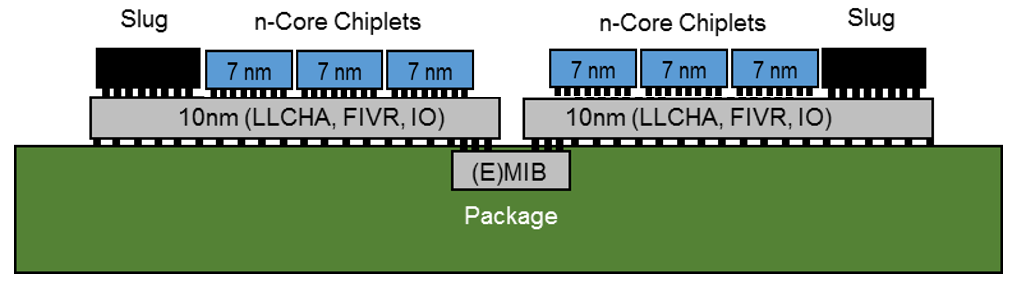 Slug
n-Core Chiplets
n-Core Chiplets
Slug
7 nm
7 nm
7 nm
7 nm
7 nm
7 nm
10nm (LLCHA, FIVR, IO)
10nm (LLCHA, FIVR, IO)
(E)MIB
Package